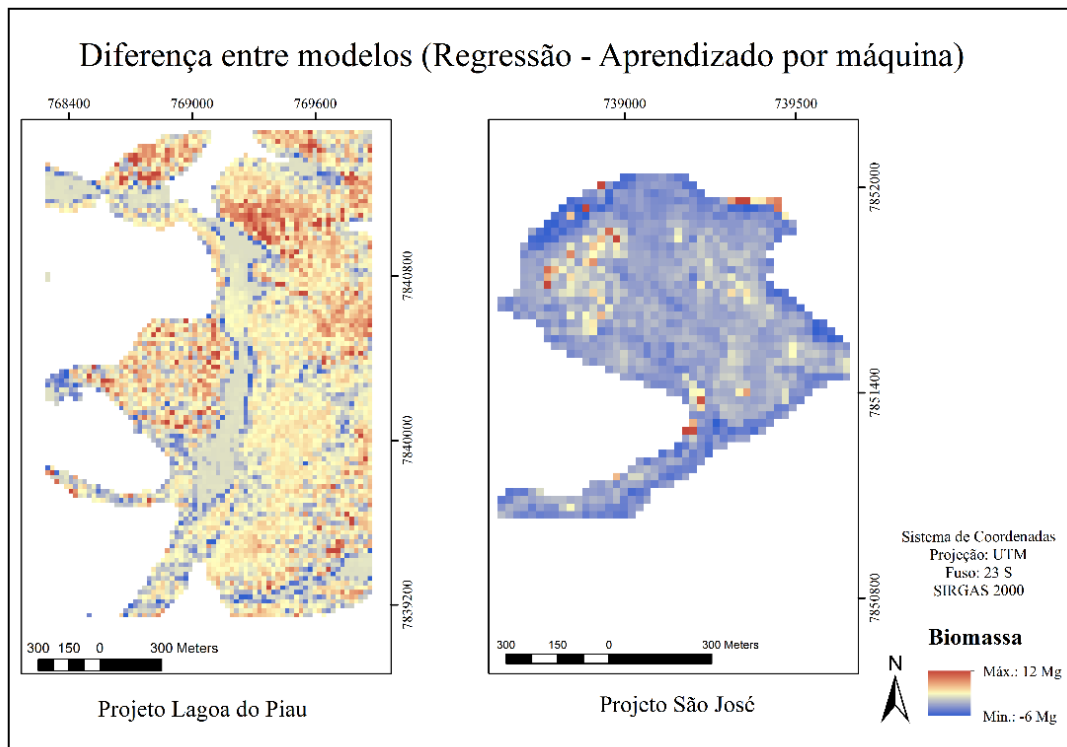 Diferença entre modelos (Regressão - Aprendizado por máquina)
768400 769000 769600
7840800
7840000
7839200
300 150 0 300 Meters
Projeto Lagoa do Piau
739000 739500
7852000
7851400
7850800
300 150 0 300 Meters
Projeto São José
Sistema de Coordenadas
Projeção: UTM
Fuso: 23 S
SIRGAS 2000
Biomassa
N
Máx.: 12 Mg
Min.: -6 Mg